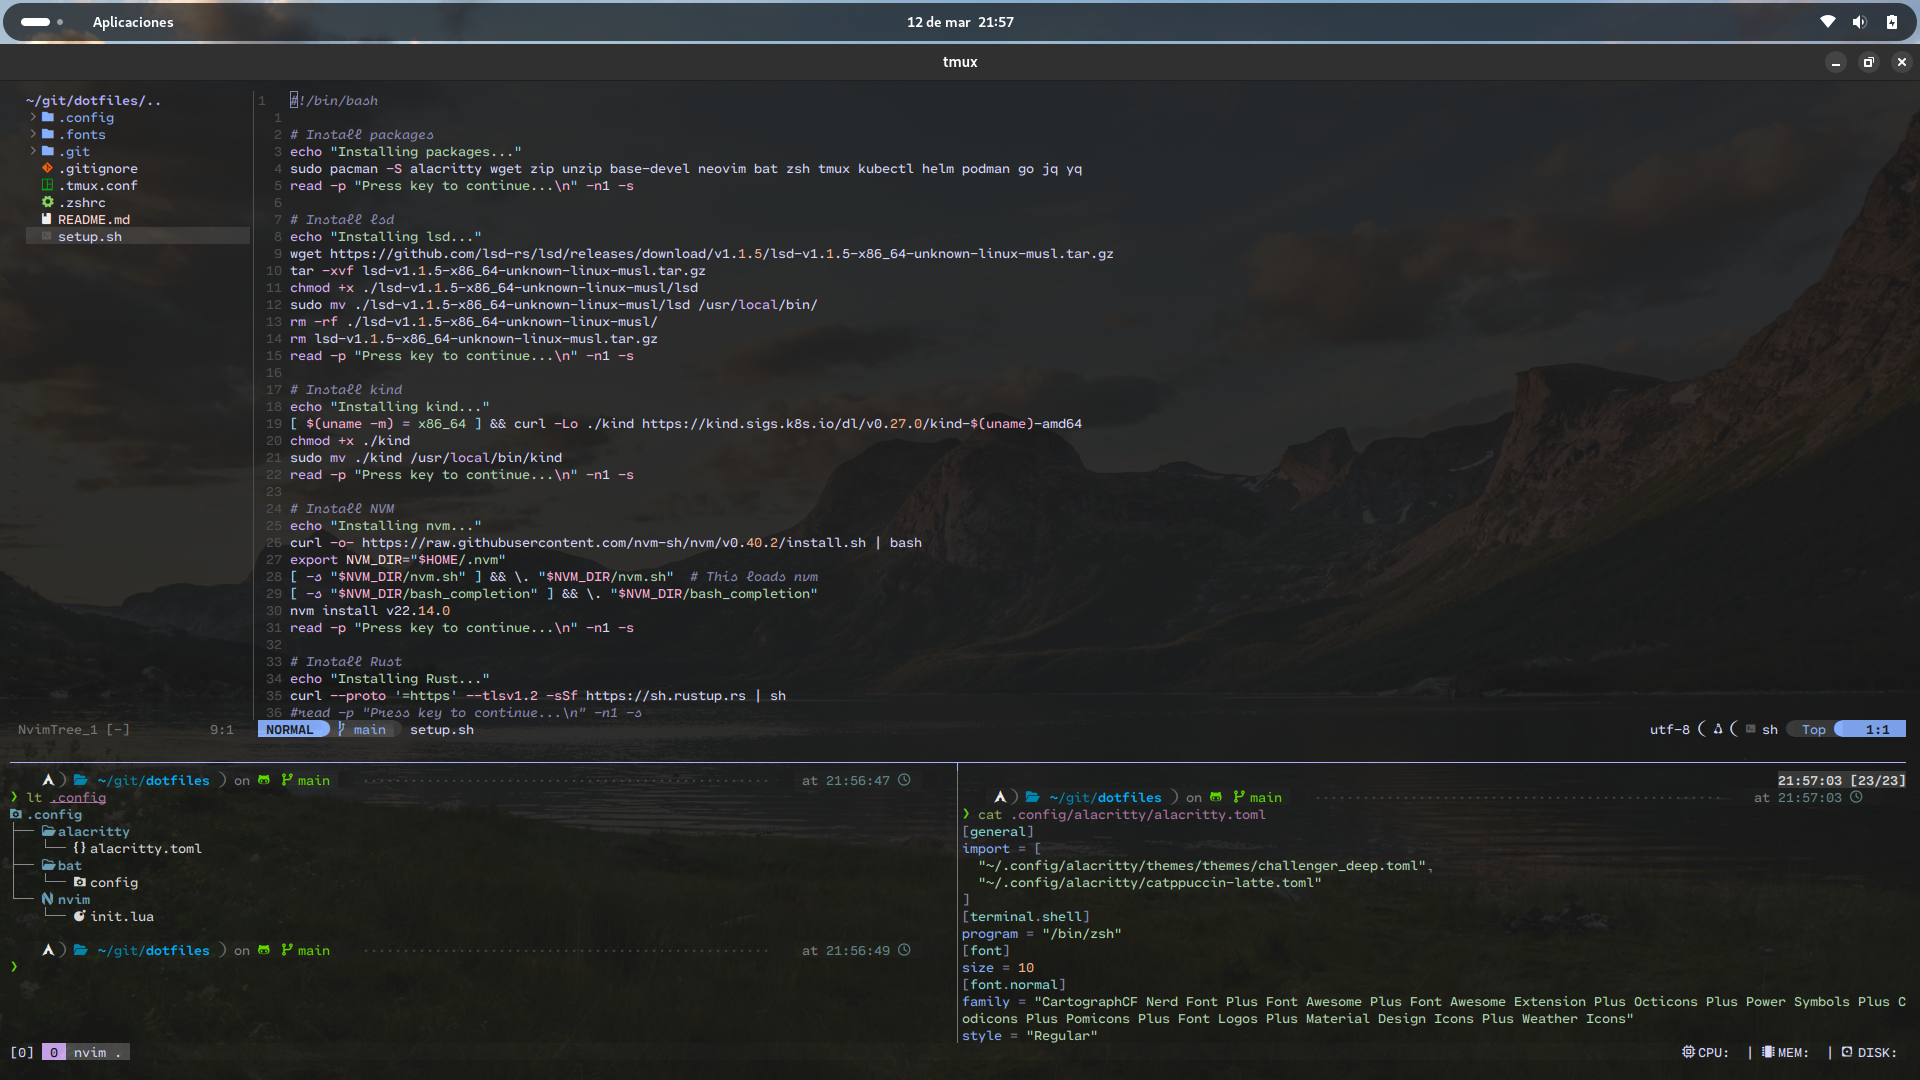 Aplicaciones
12 de mar 21:57
tmux
~/git/dotfiles/..
.config
.fonts
.git
.gitignore
.tmux.conf
.zshrc
README.md
setup.sh
1 #!/bin/bash
1
2 # Install packages
3 echo "Installing packages..."
4 sudo pacman -S alacritty wget zip unzip base-devel neovim bat zsh tmux kubectl helm podman go jq yq
5 read -p "Press key to continue...\n" -n1 -s
6
7 # Install lsd
8 echo "Installing lsd..."
9 wget https://github.com/lsd-rs/lsd/releases/download/v1.1.5/lsd-v1.1.5-x86_64-unknown-linux-musl.tar.gz
10 tar -xvf lsd-v1.1.5-x86_64-unknown-linux-musl.tar.gz
11 chmod +x ./lsd-v1.1.5-x86_64-unknown-linux-musl/lsd
12 sudo mv ./lsd-v1.1.5-x86_64-unknown-linux-musl/lsd /usr/local/bin/
13 rm -rf ./lsd-v1.1.5-x86_64-unknown-linux-musl/
14 rm lsd-v1.1.5-x86_64-unknown-linux-musl.tar.gz
15 read -p "Press key to continue...\n" -n1 -s
16
17 # Install kind
18 echo "Installing kind..."
19 [ $(uname -m) = x86_64 ] && curl -Lo ./kind https://kind.sigs.k8s.io/dl/v0.27.0/kind-$(uname)-amd64
20 chmod +x ./kind
21 sudo mv ./kind /usr/local/bin/kind
22 read -p "Press key to continue...\n" -n1 -s
23
24 # Install NVM
25 echo "Installing nvm..."
26 curl -o- https://raw.githubusercontent.com/nvm-sh/nvm/v0.40.2/install.sh | bash
27 export NVM_DIR="$HOME/.nvm"
28 [ -s "$NVM_DIR/nvm.sh" ] && \. "$NVM_DIR/nvm.sh"  # This loads nvm
29 [ -s "$NVM_DIR/bash_completion" ] && \. "$NVM_DIR/bash_completion"
30 nvm install v22.14.0
31 read -p "Press key to continue...\n" -n1 -s
32
33 # Install Rust
34 echo "Installing Rust..."
35 curl --proto '=https' --tlsv1.2 -sSf https://sh.rustup.rs | sh
36 #read -p "Press key to continue...\n" -n1 -s
NvimTree_1 [-] 9:1 NORMAL main setup.sh utf-8 sh Top 1:1
~/git/dotfiles on main at 21:56:47
❯ lt .config
.config
├── alacritty
│   └── {} alacritty.toml
├── bat
│   └── config
└── nvim
    └── init.lua
~/git/dotfiles on main at 21:56:49
❯
21:57:03 [23/23]
~/git/dotfiles on main at 21:57:03
❯ cat .config/alacritty/alacritty.toml
[general]
import = [
  "~/.config/alacritty/themes/themes/challenger_deep.toml",
  "~/.config/alacritty/catppuccin-latte.toml"
]
[terminal.shell]
program = "/bin/zsh"
[font]
size = 10
[font.normal]
family = "CartographCF Nerd Font Plus Font Awesome Plus Font Awesome Extension Plus Octicons Plus Power Symbols Plus C
odicons Plus Pomicons Plus Font Logos Plus Material Design Icons Plus Weather Icons"
style = "Regular"
[0] 0 nvim . CPU: | MEM: | DISK: